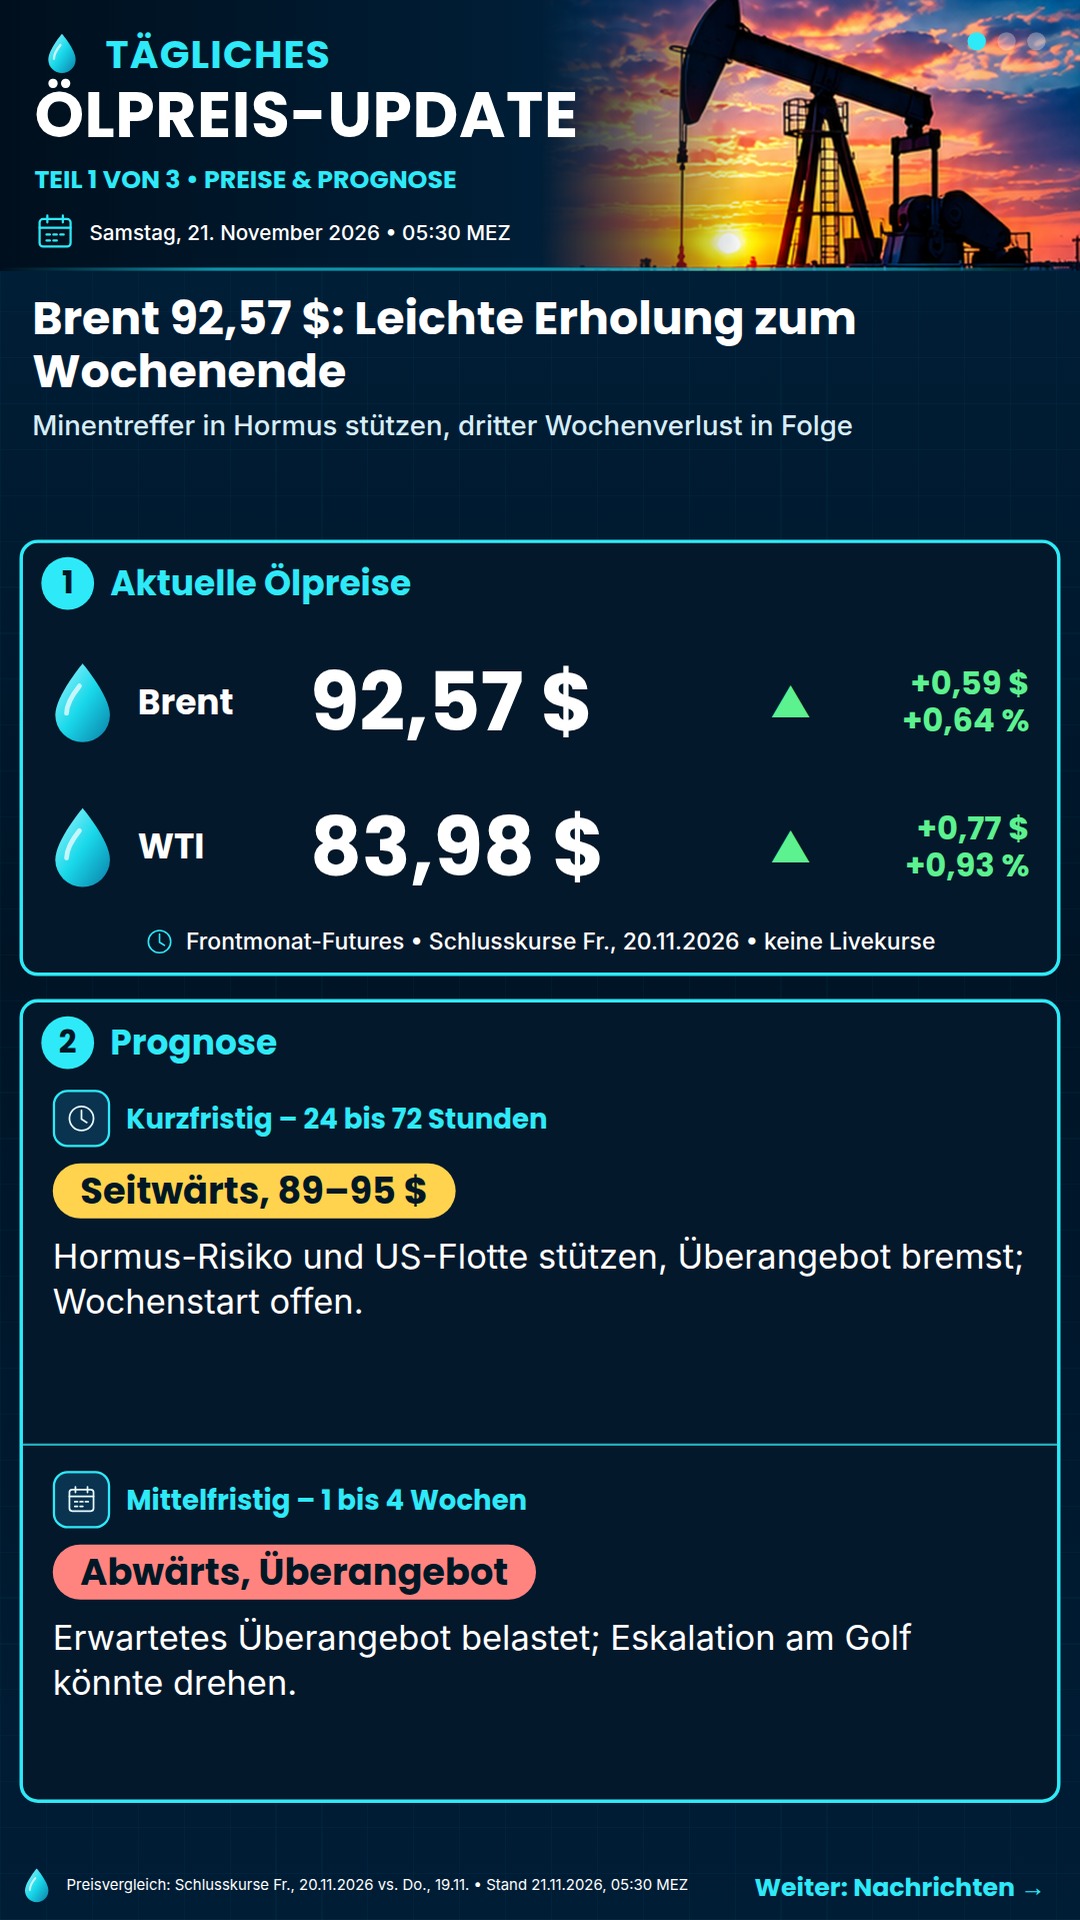 TÄGLICHES
ÖLPREIS-UPDATE
TEIL 1 VON 3 • PREISE & PROGNOSE
Samstag, 21. November 2026 • 05:30 MEZ
Brent 92,57 $: Leichte Erholung zum
Wochenende
Minentreffer in Hormus stützen, dritter Wochenverlust in Folge
1 Aktuelle Ölpreise
Brent 92,57 $ ▲ +0,59 $
+0,64 %
WTI 83,98 $ ▲ +0,77 $
+0,93 %
Frontmonat-Futures • Schlusskurse Fr., 20.11.2026 • keine Livekurse
2 Prognose
Kurzfristig – 24 bis 72 Stunden
Seitwärts, 89–95 $
Hormus-Risiko und US-Flotte stützen, Überangebot bremst;
Wochenstart offen.
Mittelfristig – 1 bis 4 Wochen
Abwärts, Überangebot
Erwartetes Überangebot belastet; Eskalation am Golf
könnte drehen.
Preisvergleich: Schlusskurse Fr., 20.11.2026 vs. Do., 19.11. • Stand 21.11.2026, 05:30 MEZ
Weiter: Nachrichten →